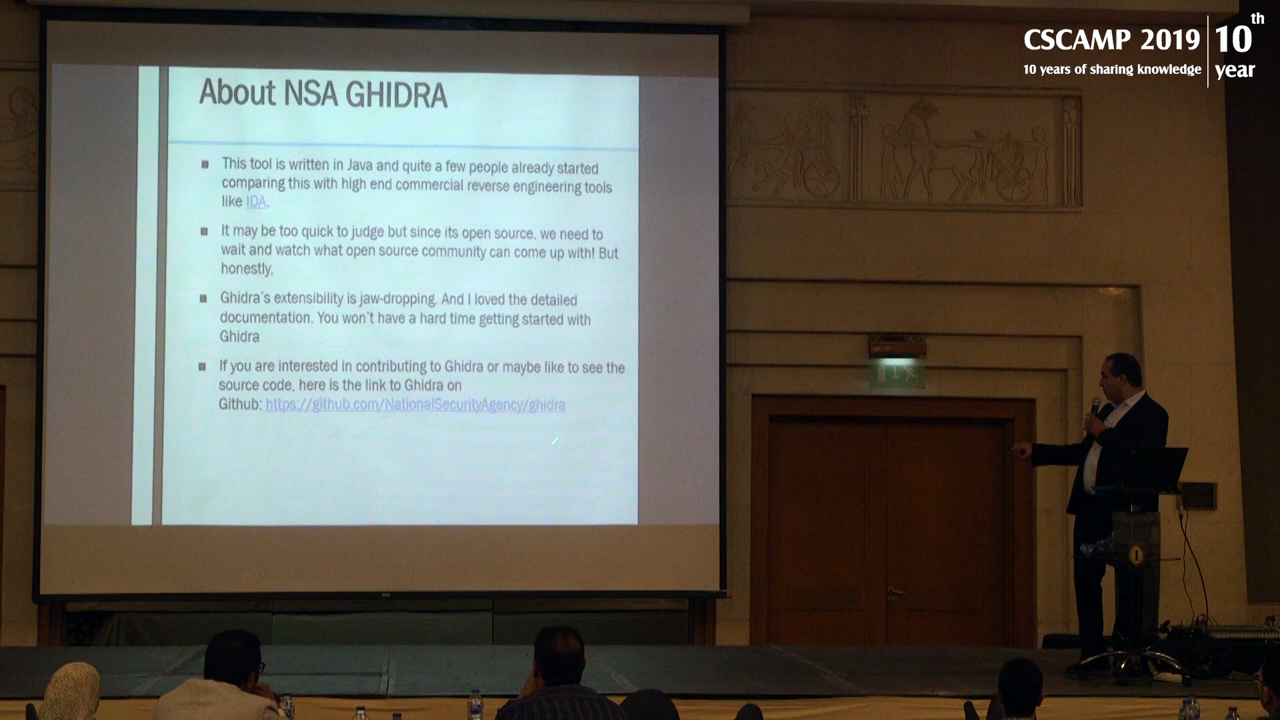 CSCAMP 2019
10 years of sharing knowledge
10th
year
About NSA GHIDRA
This tool is written in Java and quite a few people already started
comparing this with high end commercial reverse engineering tools
like IDA.
It may be too quick to judge but since its open source, we need to
wait and watch what open source community can come up with! But
honestly.
Ghidra's extensibility is jaw-dropping. And I loved the detailed
documentation. You won't have a hard time getting started with
Ghidra
If you are interested in contributing to Ghidra or maybe like to see the
source code, here is the link to Ghidra on
Github: https://github.com/NationalSecurityAgency/ghidra